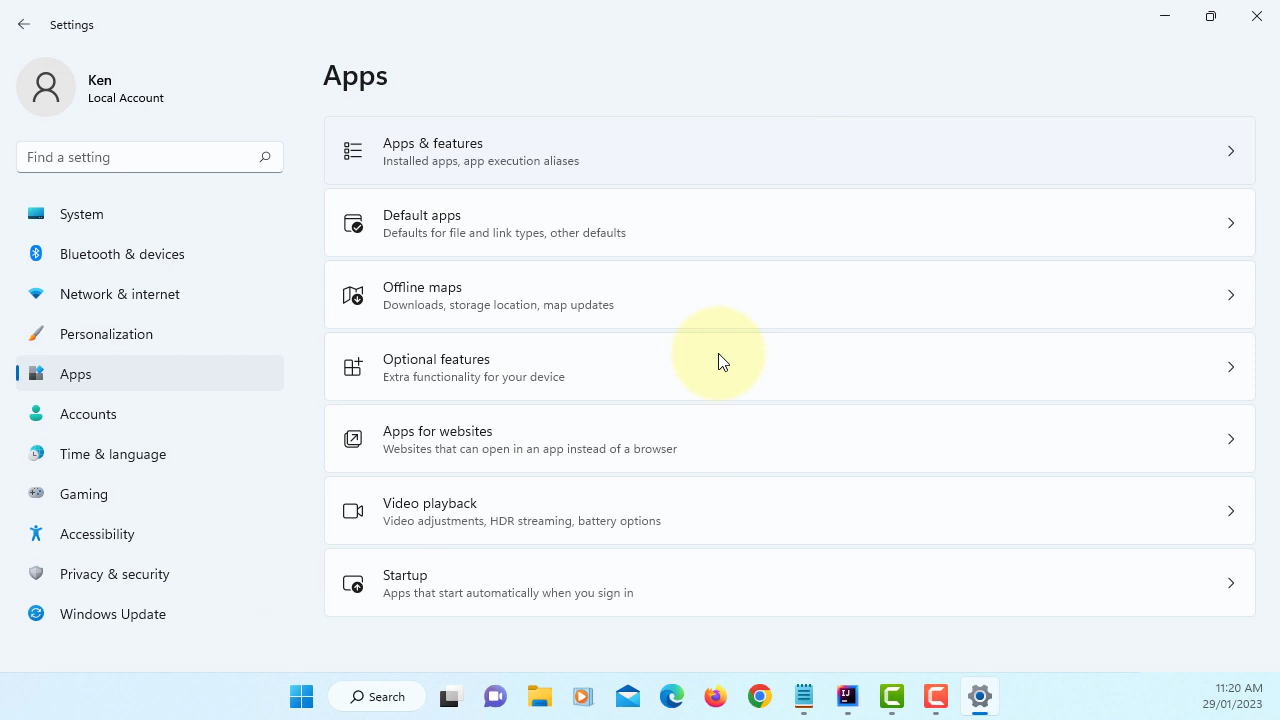 Settings
Ken
Local Account
Find a setting
System
Bluetooth & devices
Network & internet
Personalization
Apps
Accounts
Time & language
Gaming
Accessibility
Privacy & security
Windows Update
Apps
Apps & features
Installed apps, app execution aliases
Default apps
Defaults for file and link types, other defaults
Offline maps
Downloads, storage location, map updates
Optional features
Extra functionality for your device
Apps for websites
Websites that can open in an app instead of a browser
Video playback
Video adjustments, HDR streaming, battery options
Startup
Apps that start automatically when you sign in
Search
11:20 AM
29/01/2023